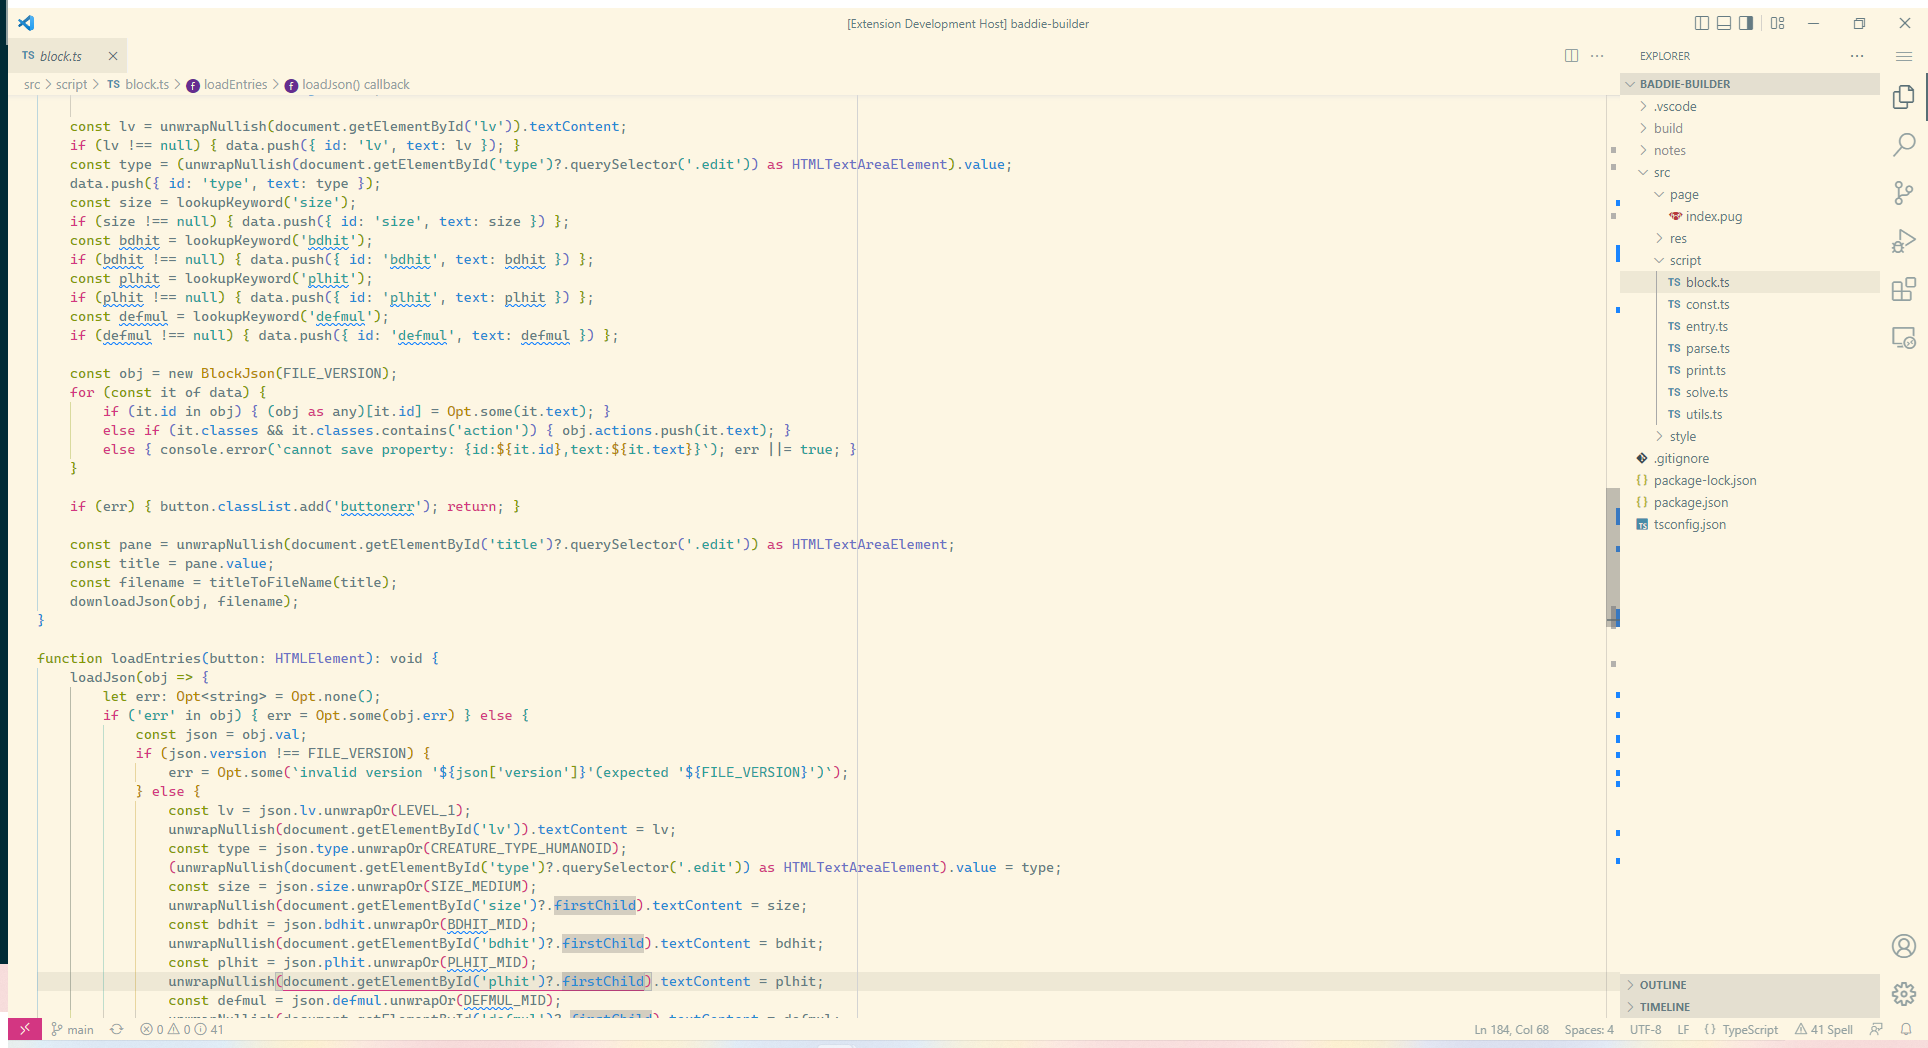 [Extension Development Host] baddie-builder
TS block.ts
src > script > TS block.ts > f loadEntries > f loadJson() callback
const lv = unwrapNullish(document.getElementById('lv')).textContent;
if (lv !== null) { data.push({ id: 'lv', text: lv }); }
const type = (unwrapNullish(document.getElementById('type')?.querySelector('.edit')) as HTMLTextAreaElement).value;
data.push({ id: 'type', text: type });
const size = lookupKeyword('size');
if (size !== null) { data.push({ id: 'size', text: size }) };
const bdhit = lookupKeyword('bdhit');
if (bdhit !== null) { data.push({ id: 'bdhit', text: bdhit }) };
const plhit = lookupKeyword('plhit');
if (plhit !== null) { data.push({ id: 'plhit', text: plhit }) };
const defmul = lookupKeyword('defmul');
if (defmul !== null) { data.push({ id: 'defmul', text: defmul }) };
const obj = new BlockJson(FILE_VERSION);
for (const it of data) {
if (it.id in obj) { (obj as any)[it.id] = Opt.some(it.text); }
else if (it.classes && it.classes.contains('action')) { obj.actions.push(it.text); }
else { console.error(`cannot save property: {id:${it.id},text:${it.text}}`); err ||= true; }
}
if (err) { button.classList.add('buttonerr'); return; }
const pane = unwrapNullish(document.getElementById('title')?.querySelector('.edit')) as HTMLTextAreaElement;
const title = pane.value;
const filename = titleToFileName(title);
downloadJson(obj, filename);
}
function loadEntries(button: HTMLElement): void {
loadJson(obj => {
let err: Opt<string> = Opt.none();
if ('err' in obj) { err = Opt.some(obj.err) } else {
const json = obj.val;
if (json.version !== FILE_VERSION) {
err = Opt.some(`invalid version '${json['version']}'(expected '${FILE_VERSION}')`);
} else {
const lv = json.lv.unwrapOr(LEVEL_1);
unwrapNullish(document.getElementById('lv')).textContent = lv;
const type = json.type.unwrapOr(CREATURE_TYPE_HUMANOID);
(unwrapNullish(document.getElementById('type')?.querySelector('.edit')) as HTMLTextAreaElement).value = type;
const size = json.size.unwrapOr(SIZE_MEDIUM);
unwrapNullish(document.getElementById('size')?.firstChild).textContent = size;
const bdhit = json.bdhit.unwrapOr(BDHIT_MID);
unwrapNullish(document.getElementById('bdhit')?.firstChild).textContent = bdhit;
const plhit = json.plhit.unwrapOr(PLHIT_MID);
unwrapNullish(document.getElementById('plhit')?.firstChild).textContent = plhit;
const defmul = json.defmul.unwrapOr(DEFMUL_MID);
unwrapNullish(document.getElementById('defmul')?.firstChild).textContent = defmul;
EXPLORER
BADDIE-BUILDER
.vscode
build
notes
src
page
index.pug
res
script
TS block.ts
TS const.ts
TS entry.ts
TS parse.ts
TS print.ts
TS solve.ts
TS utils.ts
style
.gitignore
{} package-lock.json
{} package.json
TS tsconfig.json
OUTLINE
TIMELINE
main 0 0 41
Ln 184, Col 68 Spaces: 4 UTF-8 LF {} TypeScript 41 Spell